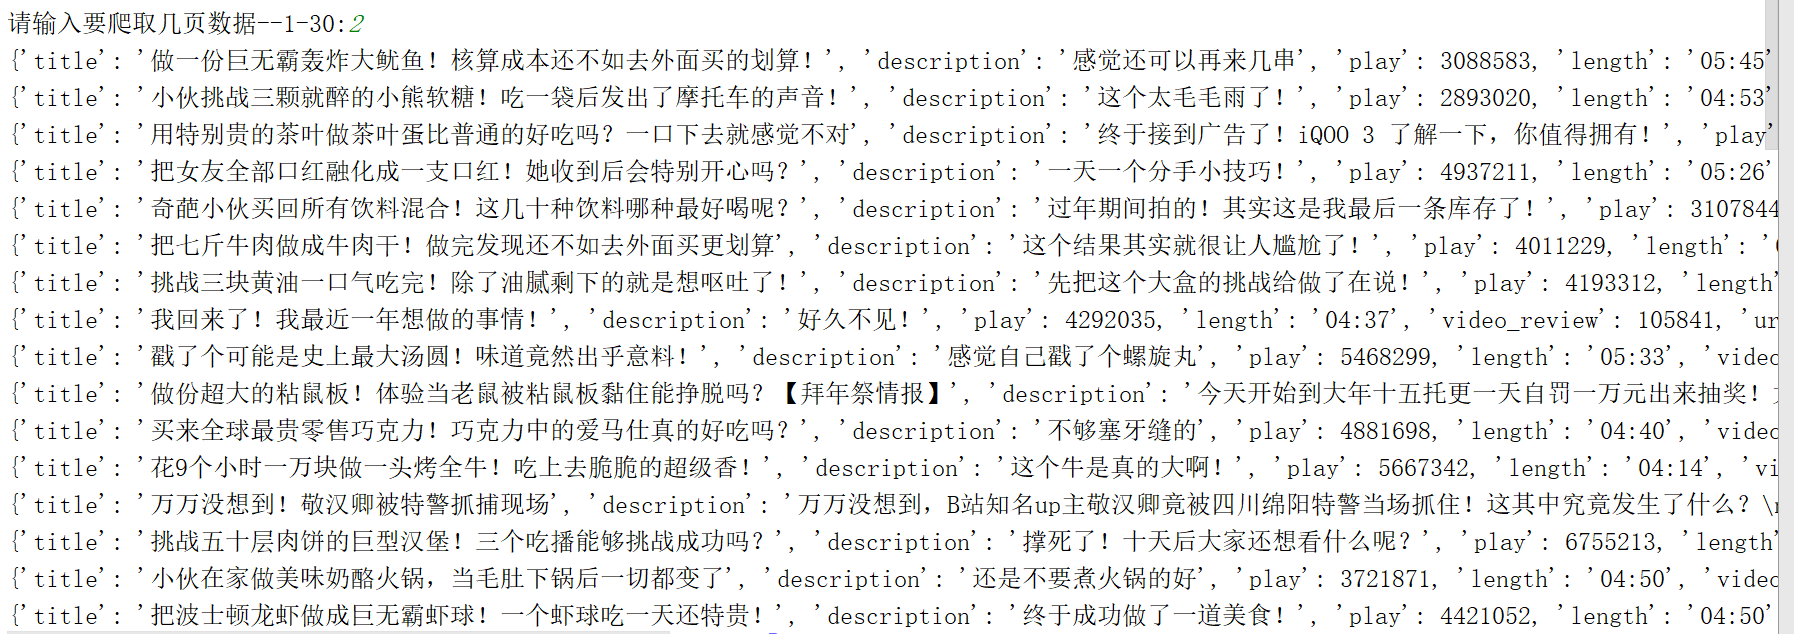 请输入要爬取几页数据--1-30:2
{'title': '做一份巨无霸轰炸大鱿鱼！核算成本还不如去外面买的划算！', 'description': '感觉还可以再来几串', 'play': 3088583, 'length': '05:45'
{'title': '小伙挑战三颗就醉的小熊软糖！吃一袋后发出了摩托车的声音！', 'description': '这个太毛毛雨了！', 'play': 2893020, 'length': '04:53'
{'title': '用特别贵的茶叶做茶叶蛋比普通的好吃吗？一口下去就感觉不对', 'description': '终于接到广告了！iQOO 3 了解一下，你值得拥有！', 'play'
{'title': '把女友全部口红融化成一支口红！她收到后会特别开心吗？', 'description': '一天一个分手小技巧！', 'play': 4937211, 'length': '05:26'
{'title': '奇葩小伙买回所有饮料混合！这几十种饮料哪种最好喝呢？', 'description': '过年期间拍的！其实这是我最后一条库存了！', 'play': 3107844
{'title': '把七斤牛肉做成牛肉干！做完发现还不如去外面买更划算', 'description': '这个结果其实就很让人尴尬了！', 'play': 4011229, 'length': '
{'title': '挑战三块黄油一口气吃完！除了油腻剩下的就是想呕吐了！', 'description': '先把这个大盒的挑战给做了在说！', 'play': 4193312, 'length'
{'title': '我回来了！我最近一年想做的事情！', 'description': '好久不见！', 'play': 4292035, 'length': '04:37', 'video_review': 105841, 'ur
{'title': '戳了个可能是史上最大汤圆！味道竟然出乎意料！', 'description': '感觉自己戳了个螺旋丸', 'play': 5468299, 'length': '05:33', 'video
{'title': '做份超大的粘鼠板！体验当老鼠被粘鼠板黏住能挣脱吗？【拜年祭情报】', 'description': '今天开始到大年十五托更一天自罚一万元出来抽奖！
{'title': '买来全球最贵零售巧克力！巧克力中的爱马仕真的好吃吗？', 'description': '不够塞牙缝的', 'play': 4881698, 'length': '04:40', 'video
{'title': '花9个小时一万块做一头烤全牛！吃上去脆脆的超级香！', 'description': '这个牛是真的大啊！', 'play': 5667342, 'length': '04:14', 'vi
{'title': '万万没想到！敬汉卿被特警抓捕现场', 'description': '万万没想到，B站知名up主敬汉卿竟被四川绵阳特警当场抓住！这其中究竟发生了什么？\
{'title': '挑战五十层肉饼的巨型汉堡！三个吃播能够挑战成功吗？', 'description': '撑死了！十天后大家还想看什么呢？', 'play': 6755213, 'length'
{'title': '小伙在家做美味奶酪火锅，当毛肚下锅后一切都变了', 'description': '还是不要煮火锅的好', 'play': 3721871, 'length': '04:50', 'video
{'title': '把波士顿龙虾做成巨无霸虾球！一个虾球吃一天还特贵！', 'description': '终于成功做了一道美食！', 'play': 4421052, 'length': '04:50'